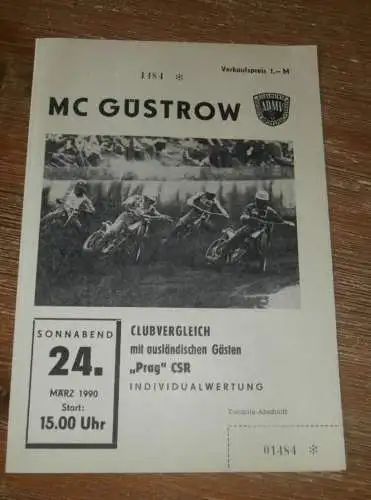 1484 *
Verkaufspreis 1,– M
MC GÜSTROW
ADMV
SONNABEND
24.
MÄRZ 1990
Start:
15.00 Uhr
CLUBVERGLEICH
mit ausländischen Gästen
„Prag“ CSR
INDIVIDUALWERTUNG
01484 *